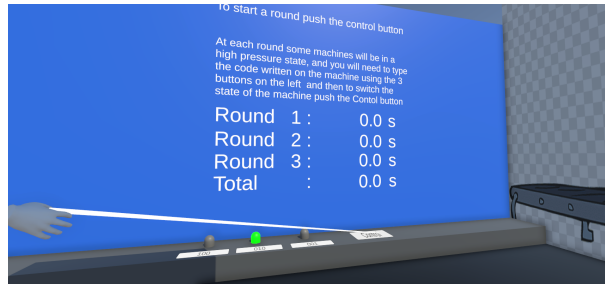 To start a round push the control button
At each round some machines will be in a
high pressure state, and you will need to type
the code written on the machine using the 3
buttons on the left and then to switch the
state of the machine push the Contol button
Round 1 : 0.0 s
Round 2 : 0.0 s
Round 3 : 0.0 s
Total : 0.0 s